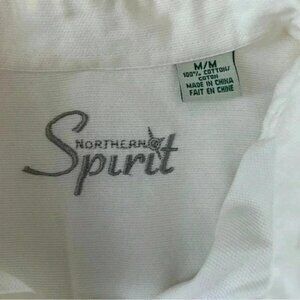 M/M
100% COTTON/
COTON
MADE IN CHINA
FAIT EN CHINE
NORTHERN
Spirit